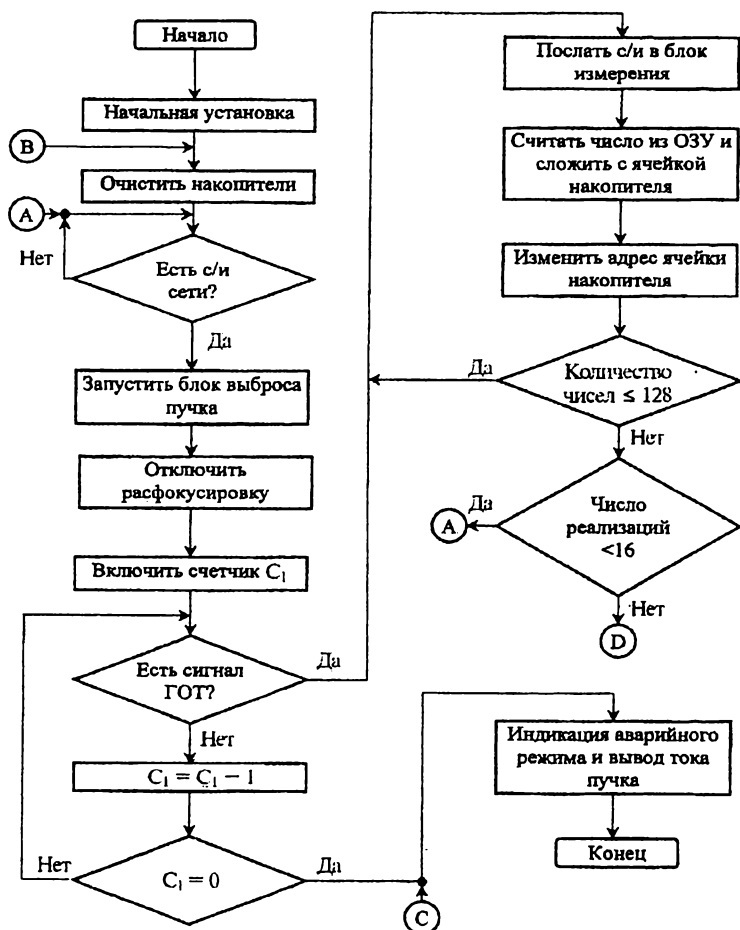 Начало
Начальная установка
B
Очистить накопители
A
Нет
Есть с/и
сети?
Да
Запустить блок выброса
пучка
Отключить
расфокусировку
Включить счетчик C₁
Есть сигнал
ГОТ?
Да
Нет
C₁ = C₁ − 1
Нет
C₁ = 0
Да
C
Послать с/и в блок
измерения
Считать число из ОЗУ и
сложить с ячейкой
накопителя
Изменить адрес ячейки
накопителя
Да
Количество
чисел ≤ 128
Нет
Да
A
Число
реализаций
<16
Нет
D
Индикация аварийного
режима и вывод тока
пучка
Конец